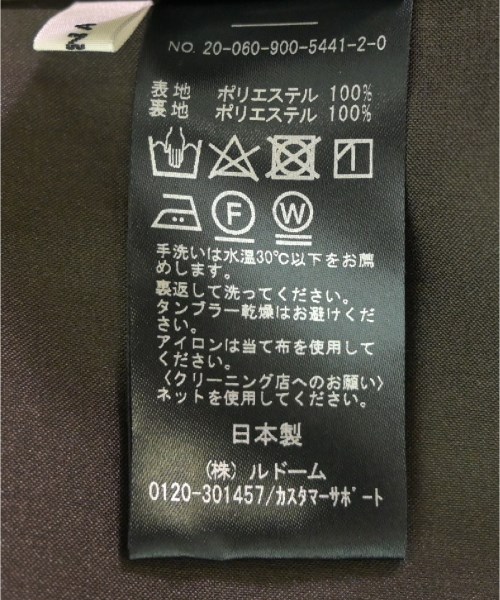 NA
NO. 20-060-900-5441-2-0
表地 ポリエステル 100%
裏地 ポリエステル 100%
F W
手洗いは水温30℃以下をお薦
めします。
裏返して洗ってください。
タンブラー乾燥はお避けくだ
さい。
アイロンは当て布を使用して
ください。
〈クリーニング店へのお願い〉
ネットを使用してください。
日本製
(株) ルドーム
0120-301457/カスタマーサポート